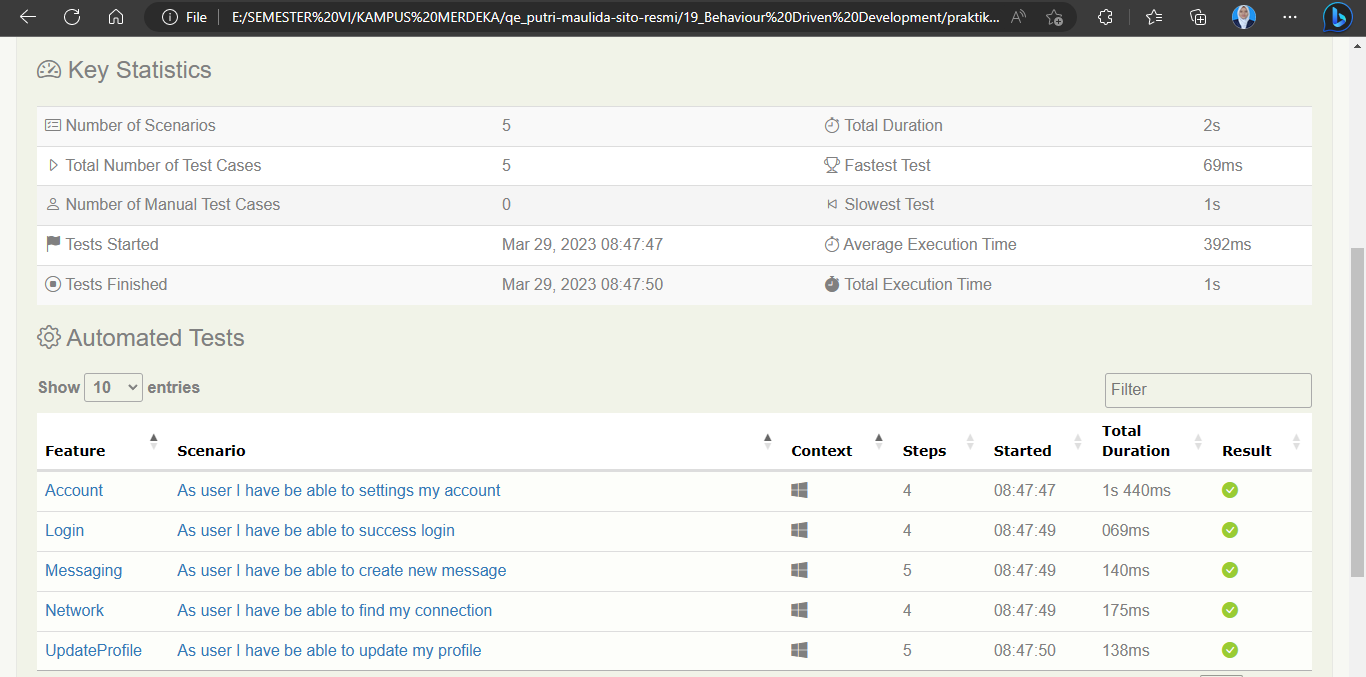 File E:/SEMESTER%20VI/KAMPUS%20MERDEKA/qe_putri-maulida-sito-resmi/19_Behaviour%20Driven%20Development/praktik...
Key Statistics
Number of Scenarios 5 Total Duration 2s
Total Number of Test Cases 5 Fastest Test 69ms
Number of Manual Test Cases 0 Slowest Test 1s
Tests Started Mar 29, 2023 08:47:47 Average Execution Time 392ms
Tests Finished Mar 29, 2023 08:47:50 Total Execution Time 1s
Automated Tests
Show 10 entries Filter
Feature Scenario Context Steps Started Total Duration Result
Account As user I have be able to settings my account 4 08:47:47 1s 440ms
Login As user I have be able to success login 4 08:47:49 069ms
Messaging As user I have be able to create new message 5 08:47:49 140ms
Network As user I have be able to find my connection 4 08:47:49 175ms
UpdateProfile As user I have be able to update my profile 5 08:47:50 138ms